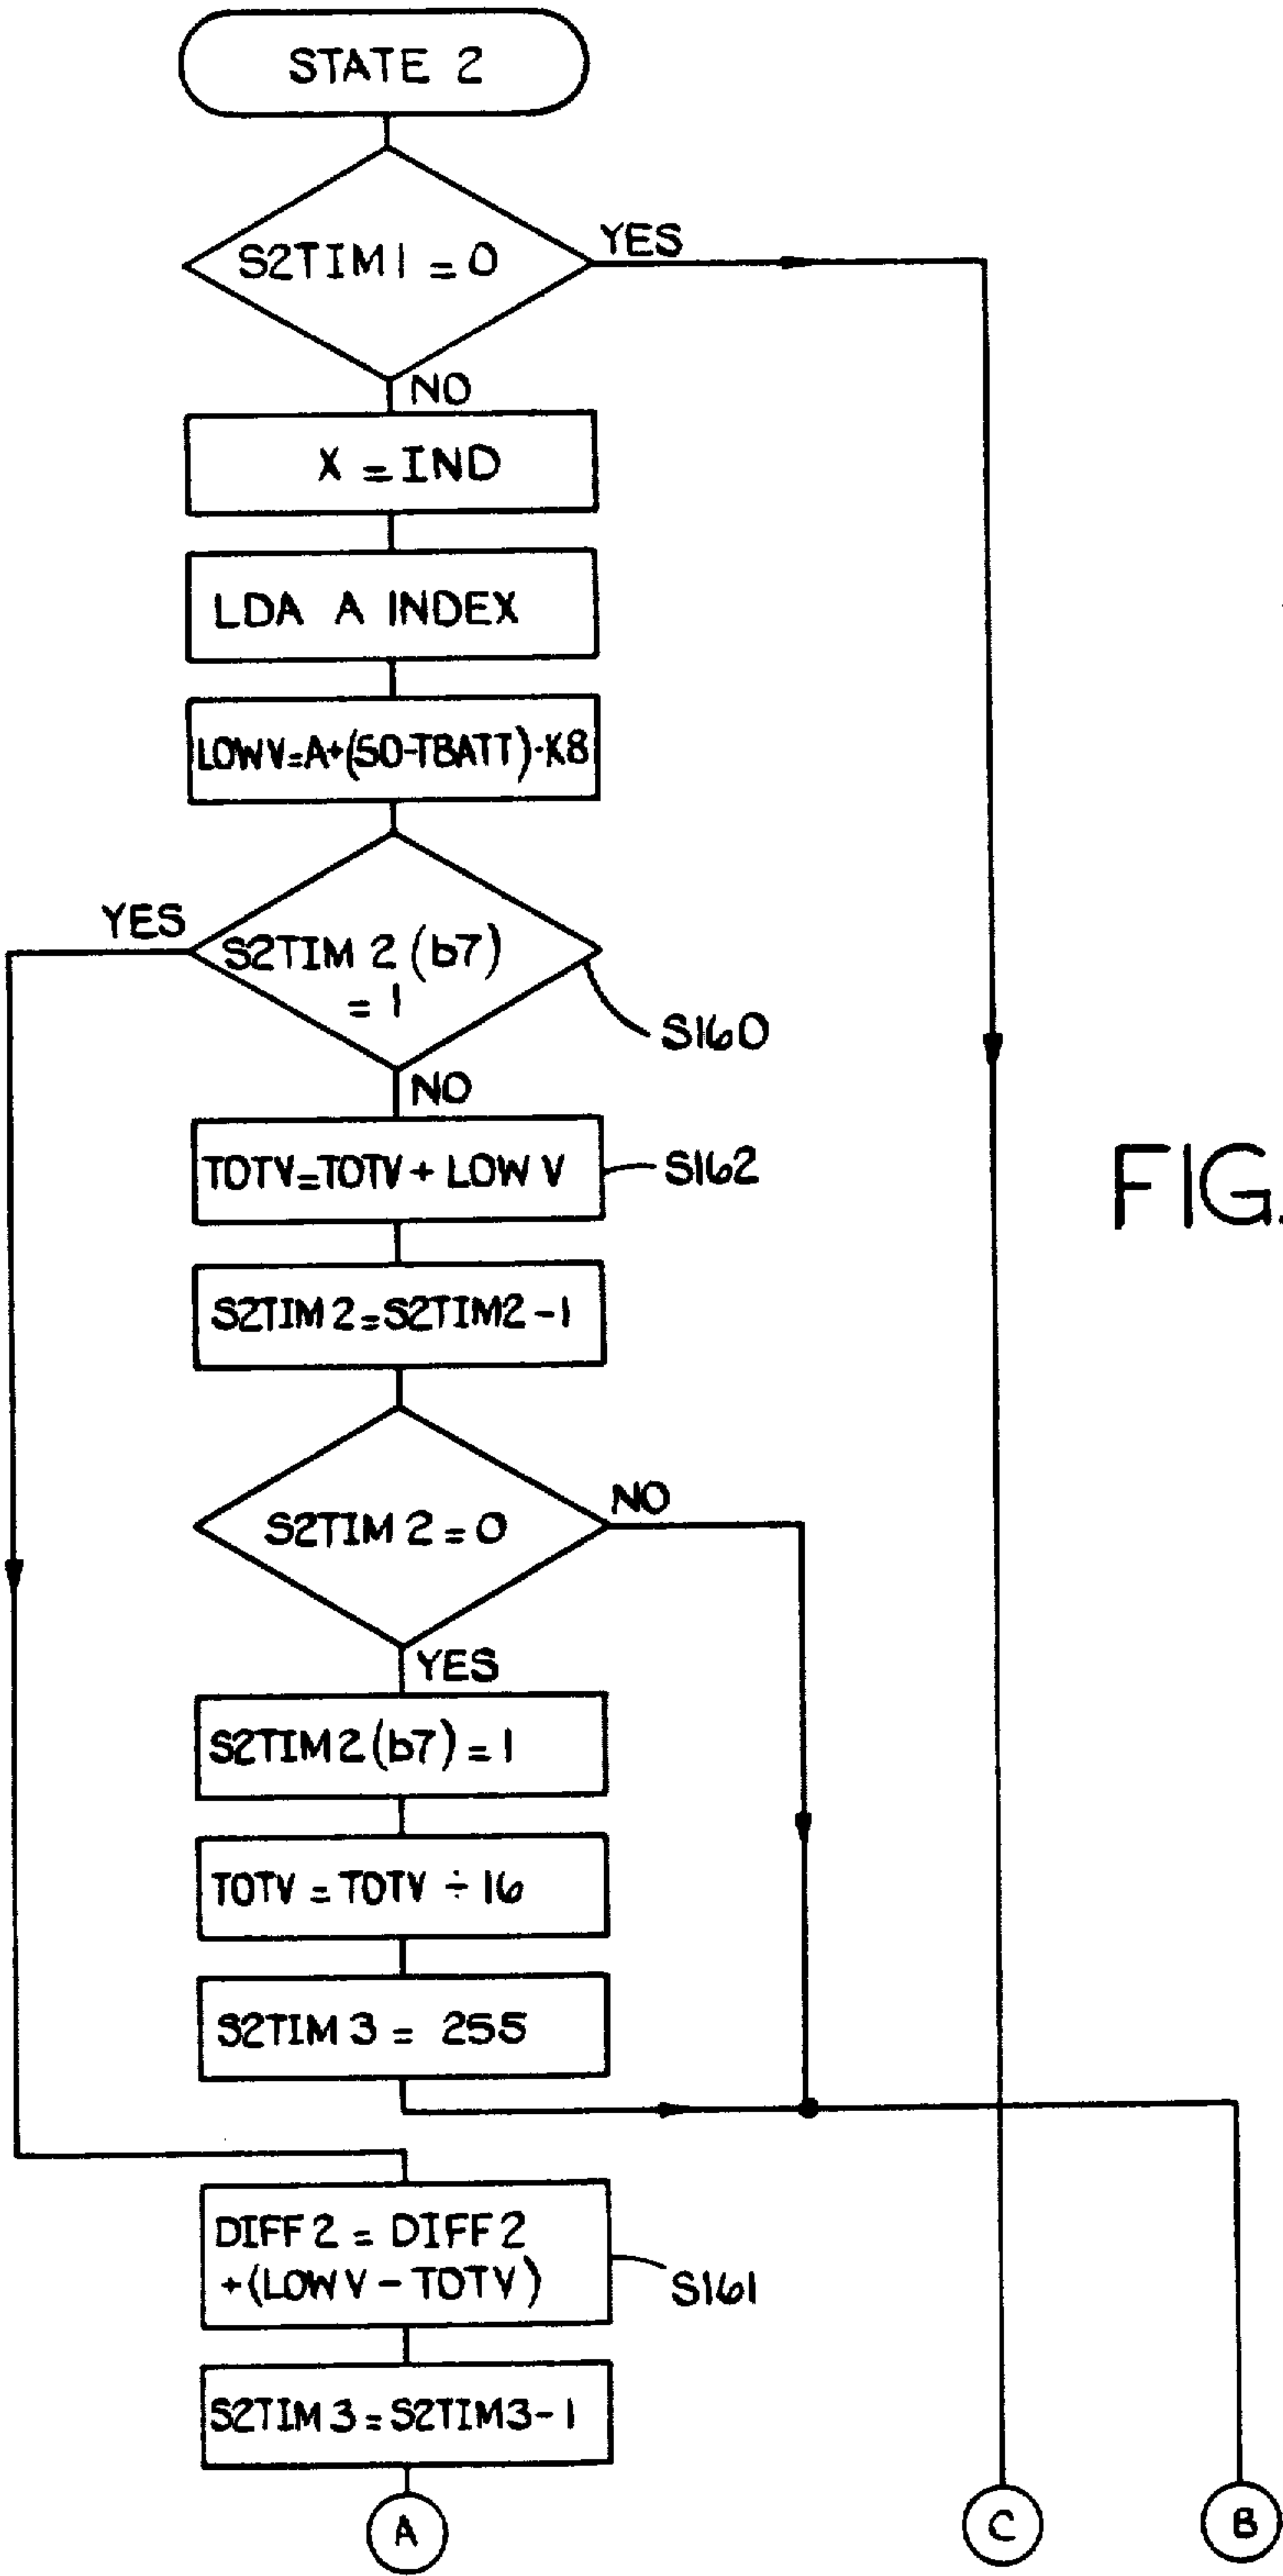 STATE 2
S2TIM1 = 0
YES
NO
X = IND
LDA A INDEX
LOWV=A+(50-TBATT)·K8
YES
S2TIM 2 (b7)
= 1
S160
NO
TOTV=TOTV + LOW V
S162
FIG.
S2TIM 2=S2TIM2-1
S2TIM 2 = 0
NO
YES
S2TIM 2 (b7) = 1
TOTV = TOTV ÷ 16
S2TIM 3 = 255
DIFF 2 = DIFF 2
+(LOW V - TOTV)
S161
S2TIM 3 = S2TIM3-1
A
C
B